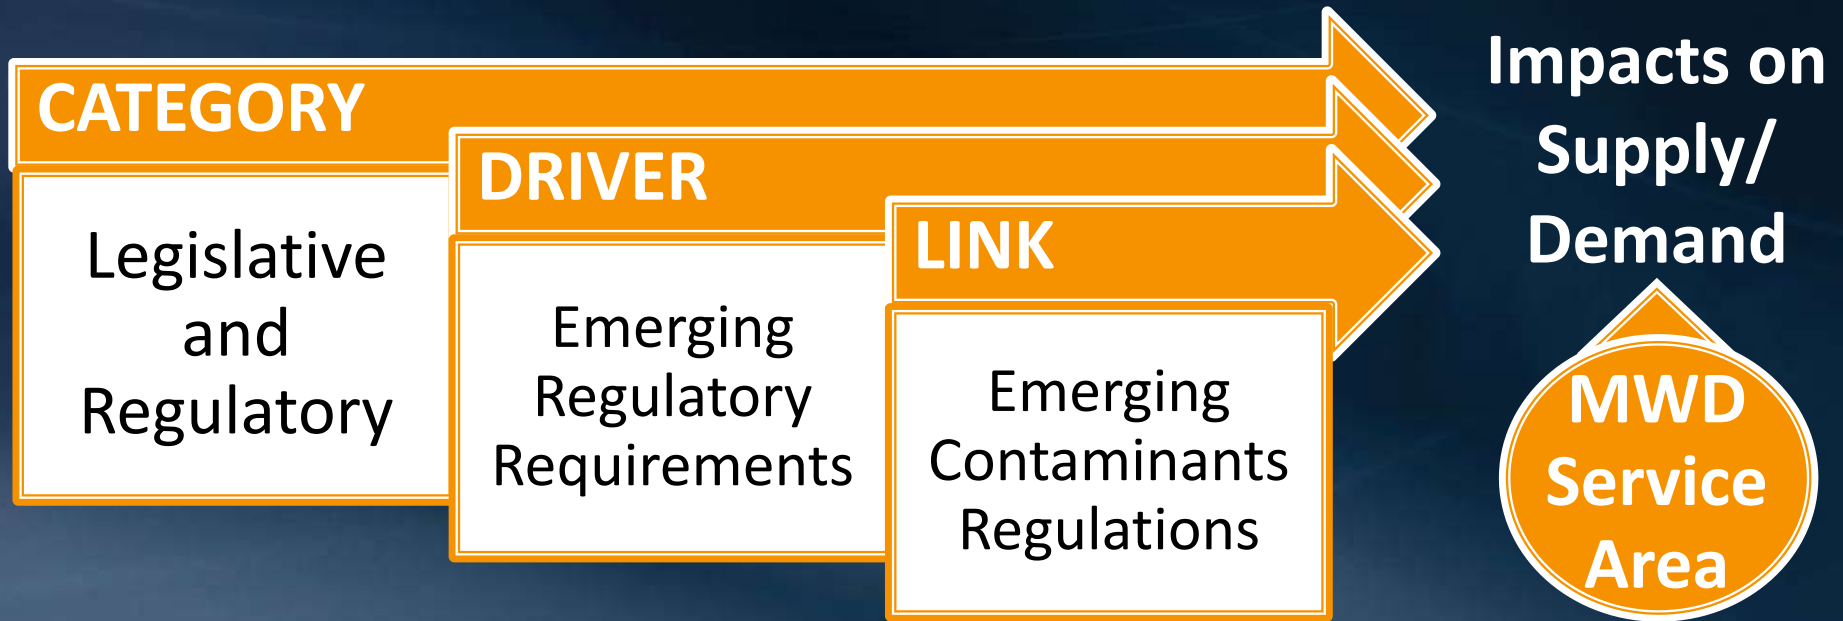 CATEGORY
Legislative
and
Regulatory
DRIVER
Emerging
Regulatory
Requirements
LINK
Emerging
Contaminants
Regulations
Impacts on
Supply/
Demand
MWD
Service
Area